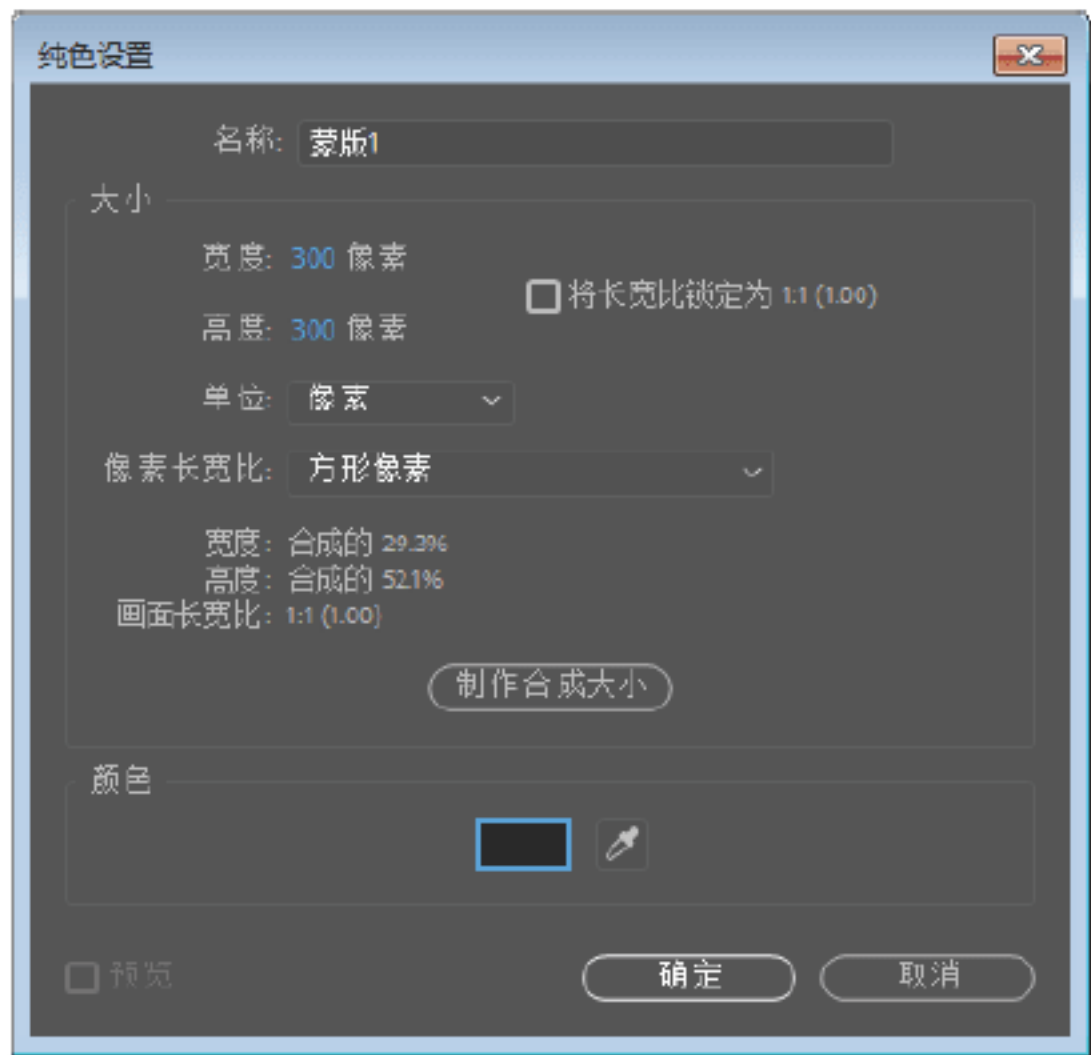 纯色设置
名称: 蒙版1
大小
宽度: 300 像素
将长宽比锁定为 1:1 (1.00)
高度: 300 像素
单位: 像素
像素长宽比: 方形像素
宽度: 合成的 29.3%
高度: 合成的 52.1%
画面长宽比: 1:1 (1.00)
制作合成大小
颜色
预览
确定
取消